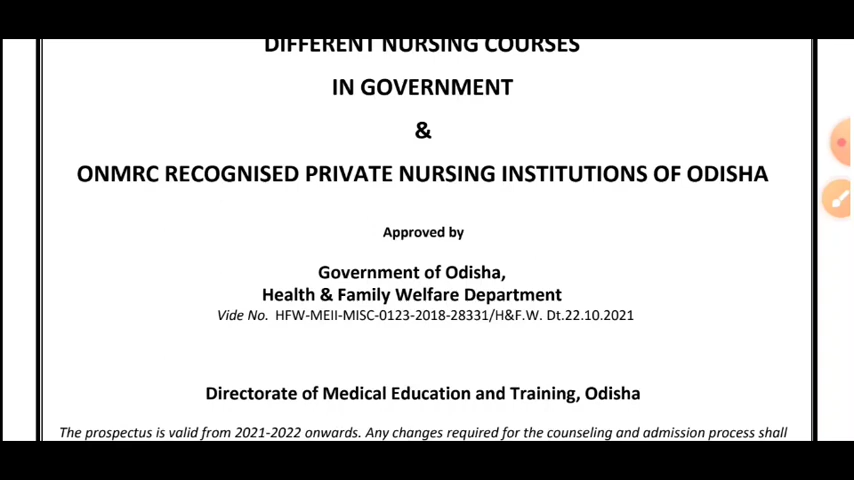 DIFFERENT NURSING COURSES
IN GOVERNMENT
&
ONMRC RECOGNISED PRIVATE NURSING INSTITUTIONS OF ODISHA
Approved by
Government of Odisha,
Health & Family Welfare Department
Vide No. HFW-MEII-MISC-0123-2018-28331/H&F.W. Dt.22.10.2021
Directorate of Medical Education and Training, Odisha
The prospectus is valid from 2021-2022 onwards. Any changes required for the counseling and admission process shall